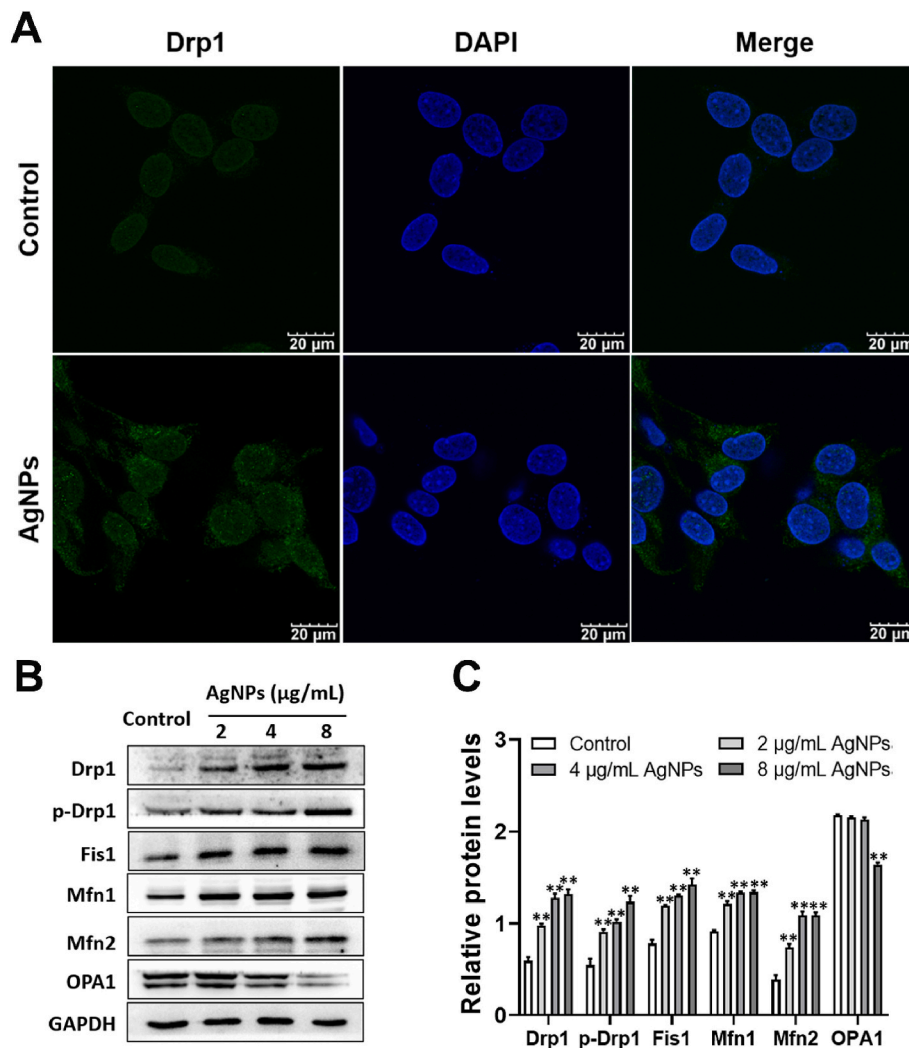 A
Drp1 DAPI Merge
Control
20 µm 20 µm 20 µm
AgNPs
20 µm 20 µm 20 µm
B
AgNPs (µg/mL)
Control 2 4 8
Drp1
p-Drp1
Fis1
Mfn1
Mfn2
OPA1
GAPDH
C
Relative protein levels
3
2
1
0
Control 2 µg/mL AgNPs
4 µg/mL AgNPs 8 µg/mL AgNPs
** ** ** ** ** ** ** ** ** ** ** ** ** ** ** **
Drp1 p-Drp1 Fis1 Mfn1 Mfn2 OPA1